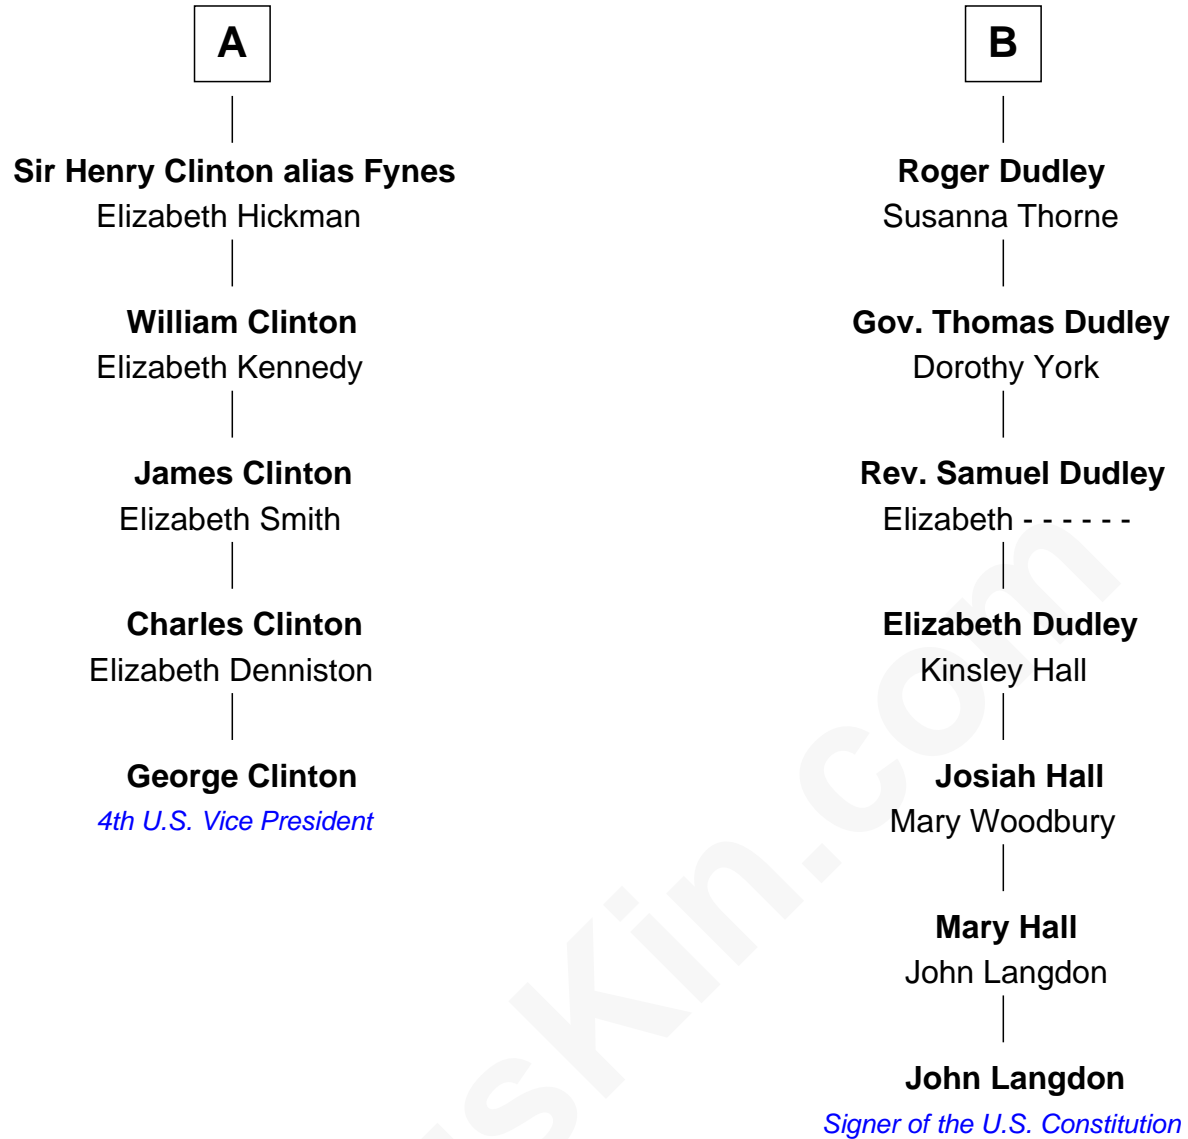 A
Sir Henry Clinton alias Fynes
Elizabeth Hickman
William Clinton
Elizabeth Kennedy
James Clinton
Elizabeth Smith
Charles Clinton
Elizabeth Denniston
George Clinton
4th U.S. Vice President
B
Roger Dudley
Susanna Thorne
Gov. Thomas Dudley
Dorothy York
Rev. Samuel Dudley
Elizabeth - - - - - -
Elizabeth Dudley
Kinsley Hall
Josiah Hall
Mary Woodbury
Mary Hall
John Langdon
John Langdon
Signer of the U.S. Constitution
sKin.com